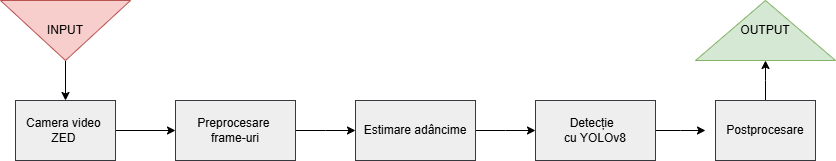 INPUT
OUTPUT
Camera video
ZED
Preprocesare
frame-uri
Estimare adâncime
Detecție
cu YOLOv8
Postprocesare